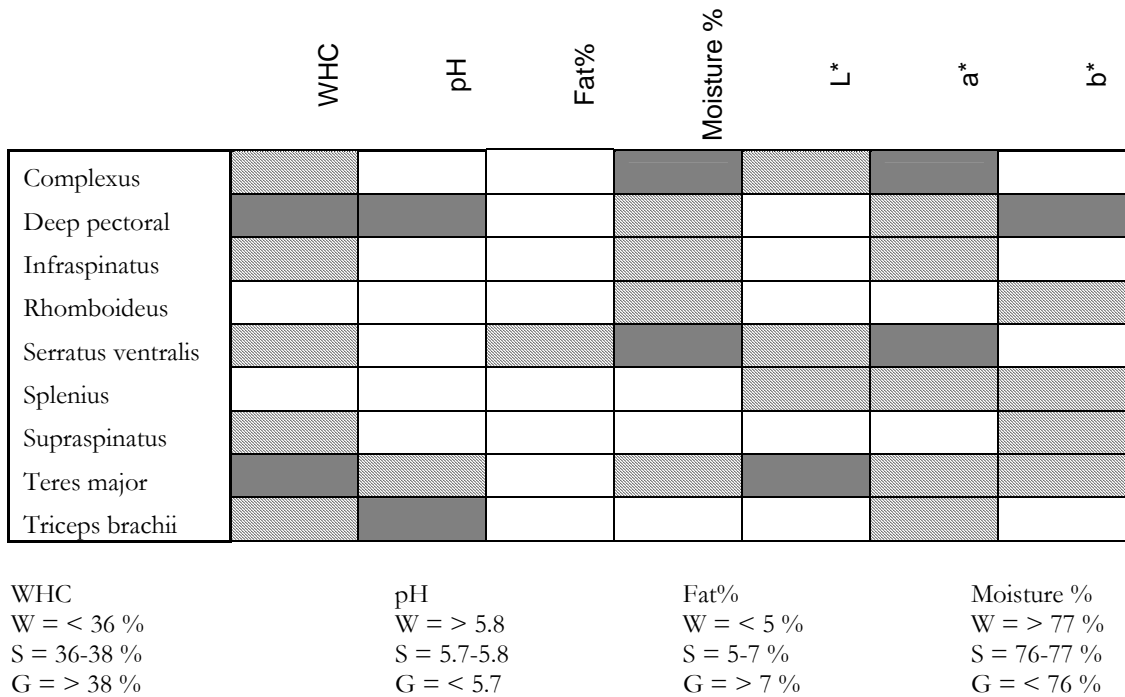 WHC pH Fat% Moisture % L* a* b*
Complexus
Deep pectoral
Infraspinatus
Rhomboideus
Serratus ventralis
Splenius
Supraspinatus
Teres major
Triceps brachii
WHC pH Fat% Moisture %
W = < 36 % W = > 5.8 W = < 5 % W = > 77 %
S = 36-38 % S = 5.7-5.8 S = 5-7 % S = 76-77 %
G = > 38 % G = < 5.7 G = > 7 % G = < 76 %